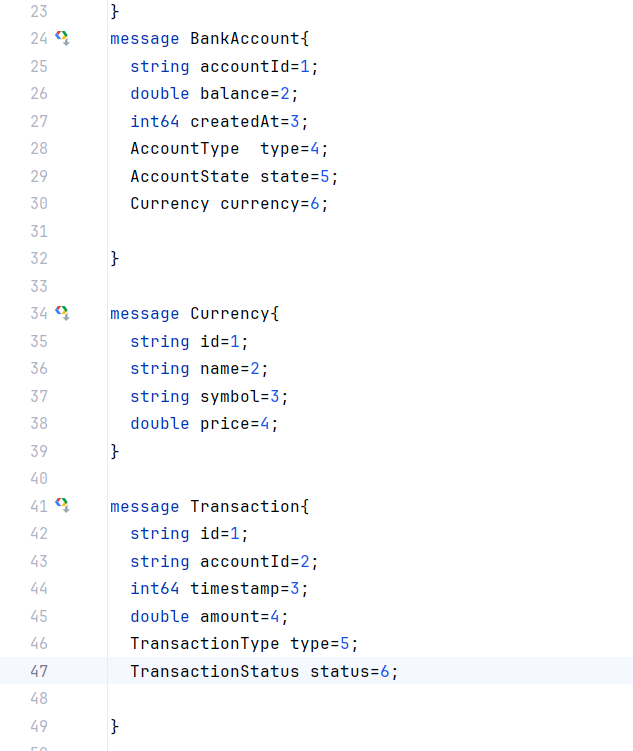 23 }
24 message BankAccount{
25 string accountId=1;
26 double balance=2;
27 int64 createdAt=3;
28 AccountType  type=4;
29 AccountState state=5;
30 Currency currency=6;
31
32 }
33
34 message Currency{
35 string id=1;
36 string name=2;
37 string symbol=3;
38 double price=4;
39 }
40
41 message Transaction{
42 string id=1;
43 string accountId=2;
44 int64 timestamp=3;
45 double amount=4;
46 TransactionType type=5;
47 TransactionStatus status=6;
48
49 }